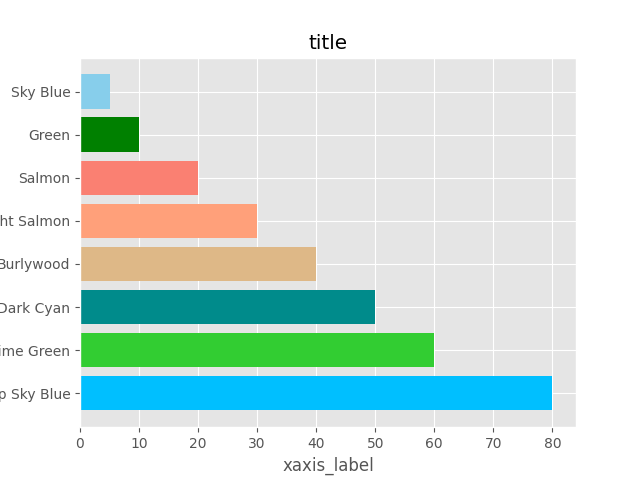 title
Sky Blue
Green
Salmon
ht Salmon
Burlywood
Dark Cyan
ime Green
p Sky Blue
0 10 20 30 40 50 60 70 80
xaxis_label